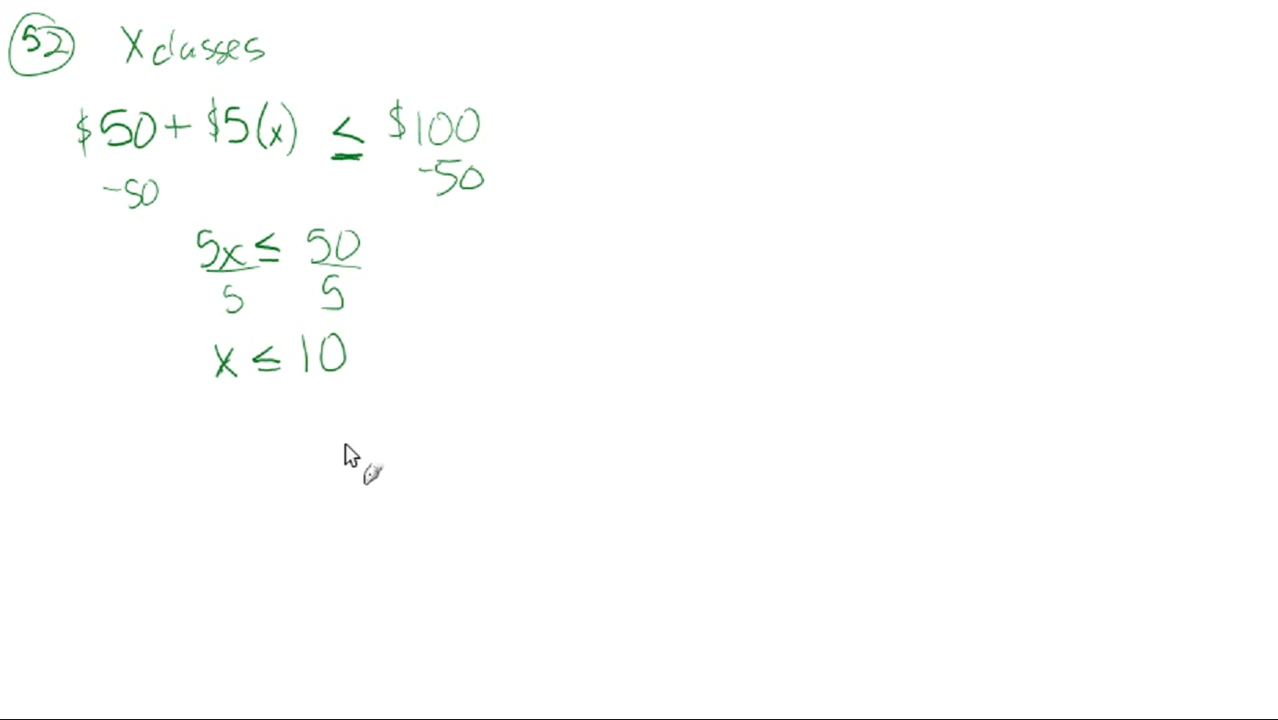 52 X classes
$50 + $5(x) ≤ $100
-50 -50
5x ≤ 50
5 5
x ≤ 10